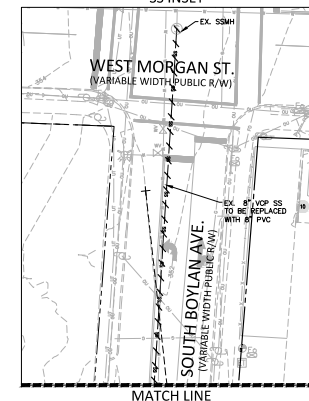 SS INSET
EX. SSMH
WEST MORGAN ST.
(VARIABLE WIDTH PUBLIC R/W)
EX. 8" VCP SS
TO BE REPLACED
WITH 8" PVC
10
SOUTH BOYLAN AVE.
(VARIABLE WIDTH PUBLIC R/W)
MATCH LINE